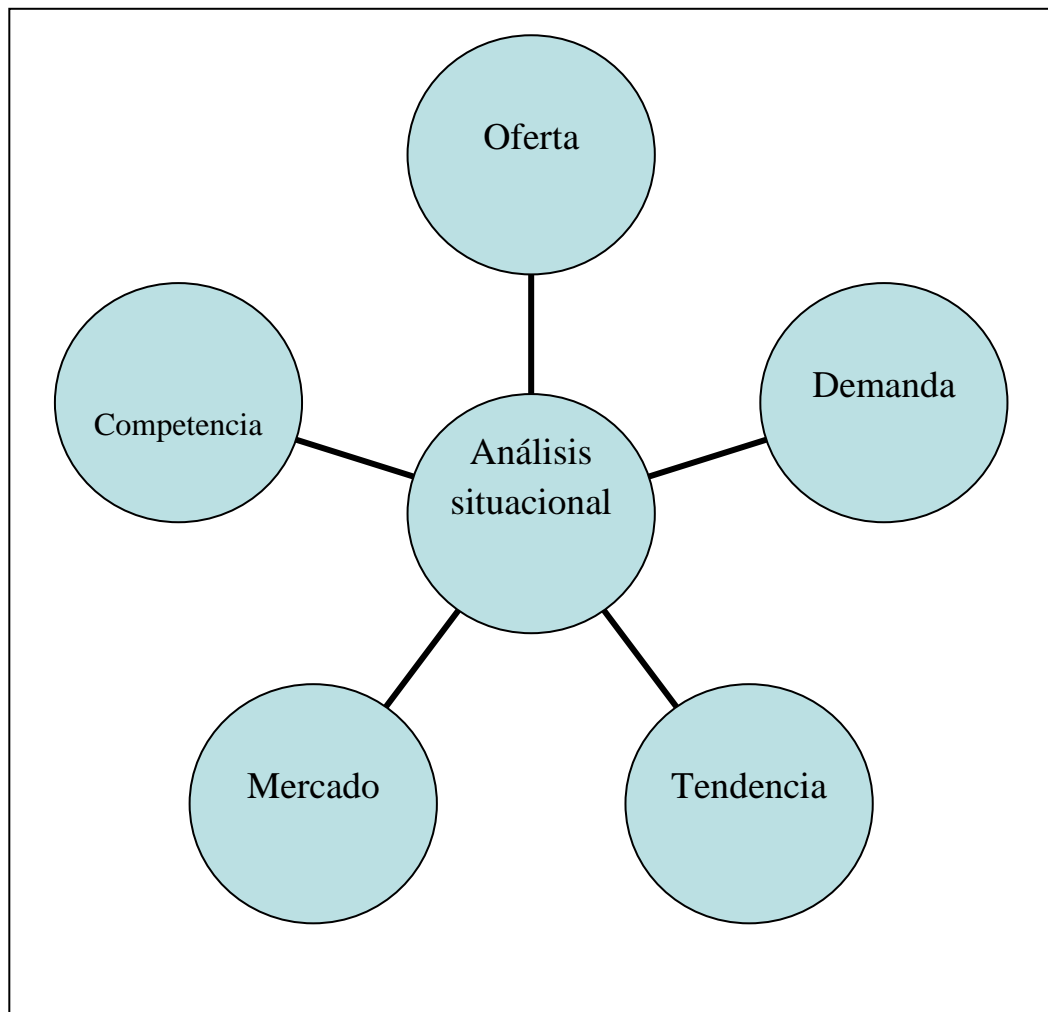 Oferta
Demanda
Competencia
Análisis
situacional
Mercado
Tendencia